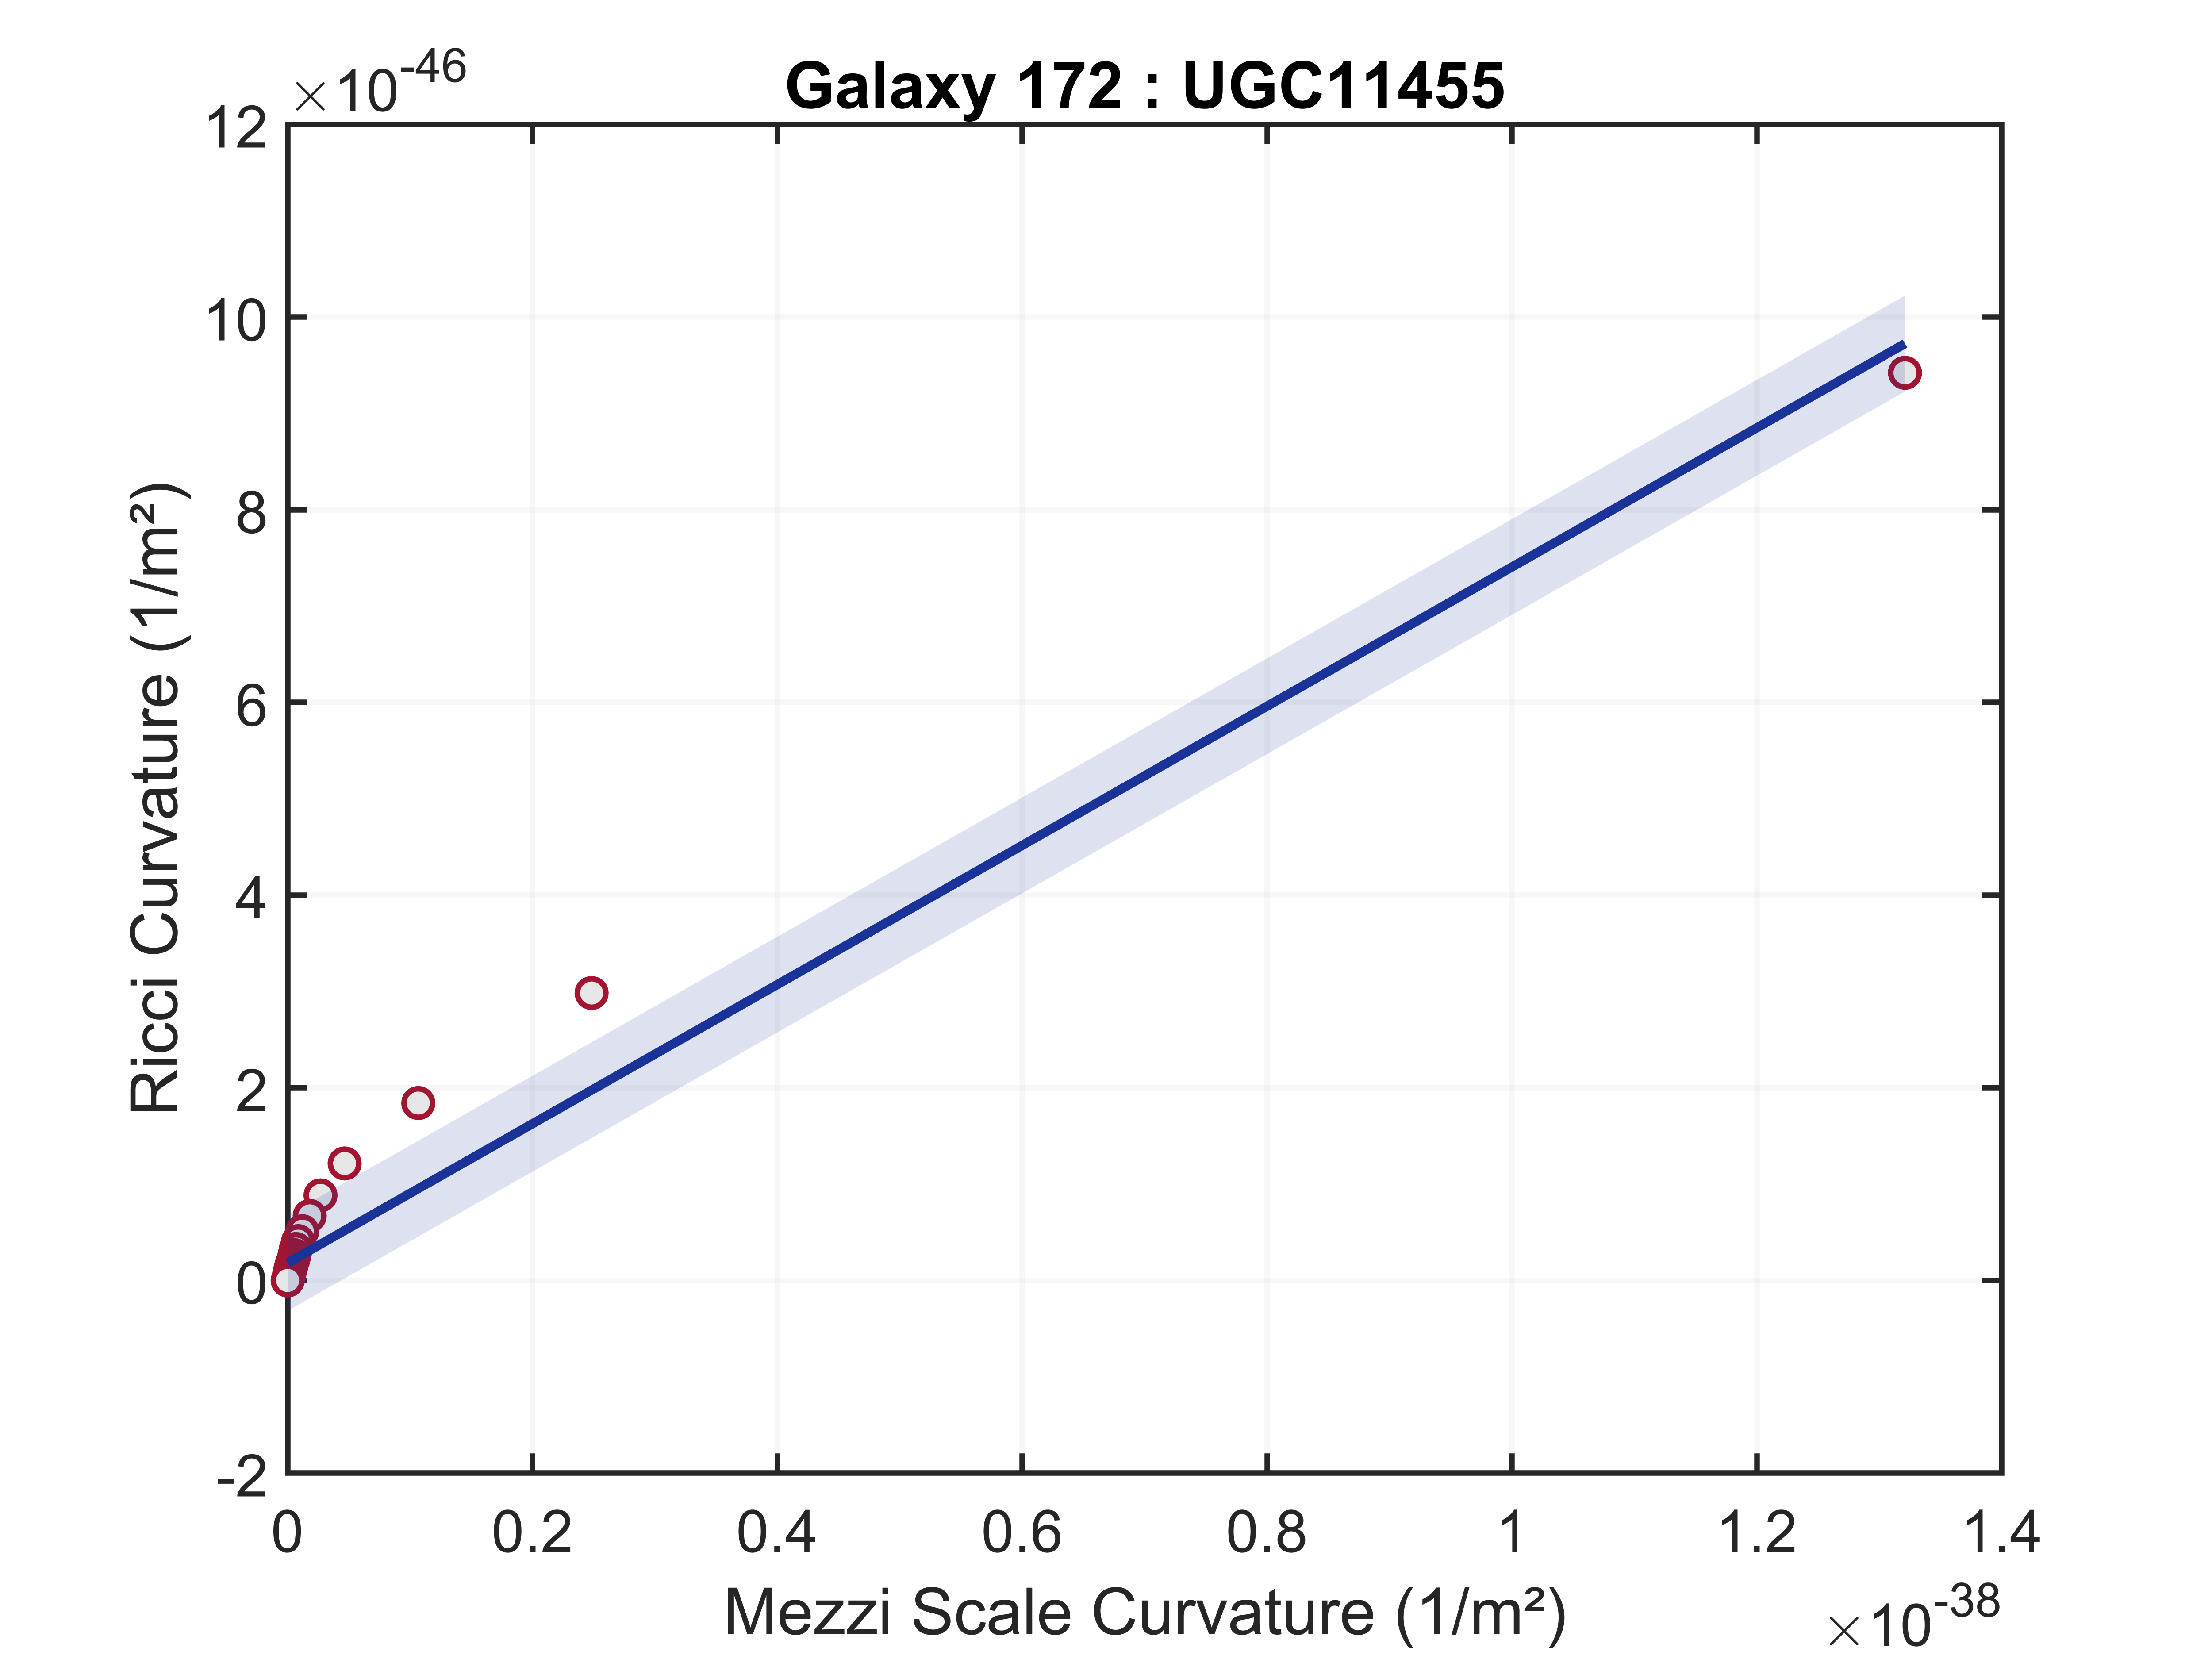 Galaxy 172 : UGC11455
×10⁻⁴⁶
12
10
8
6
4
2
0
-2
Ricci Curvature (1/m²)
0 0.2 0.4 0.6 0.8 1 1.2 1.4
Mezzi Scale Curvature (1/m²)
×10⁻³⁸